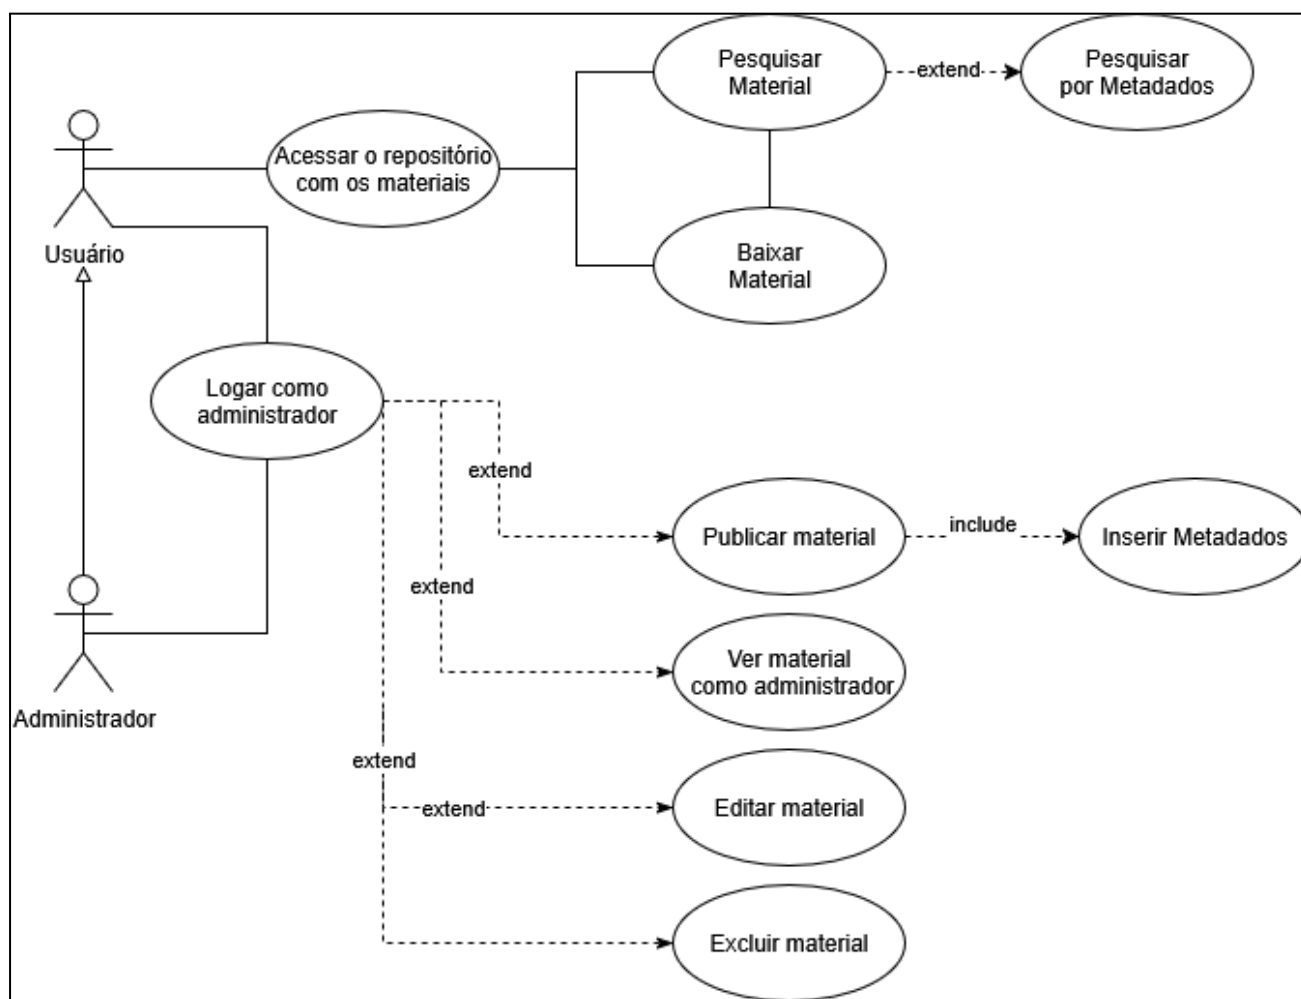 Pesquisar
Material
extend
Pesquisar
por Metadados
Acessar o repositório
com os materiais
Usuário
Baixar
Material
Logar como
administrador
extend
Publicar material
include
Inserir Metadados
extend
Ver material
como administrador
Administrador
extend
extend
Editar material
Excluir material